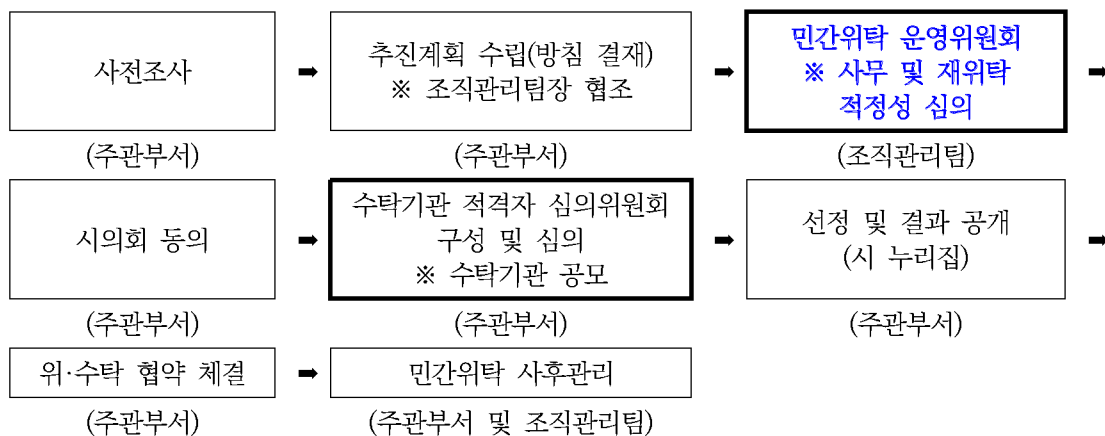 사전조사
➡
추진계획 수립(방침 결재)
※ 조직관리팀장 협조
➡
민간위탁 운영위원회
※ 사무 및 재위탁
적정성 심의
➡
(주관부서)
(주관부서)
(조직관리팀)
시의회 동의
➡
수탁기관 적격자 심의위원회
구성 및 심의
※ 수탁기관 공모
➡
선정 및 결과 공개
(시 누리집)
➡
(주관부서)
(주관부서)
(주관부서)
위·수탁 협약 체결
➡
민간위탁 사후관리
(주관부서)
(주관부서 및 조직관리팀)